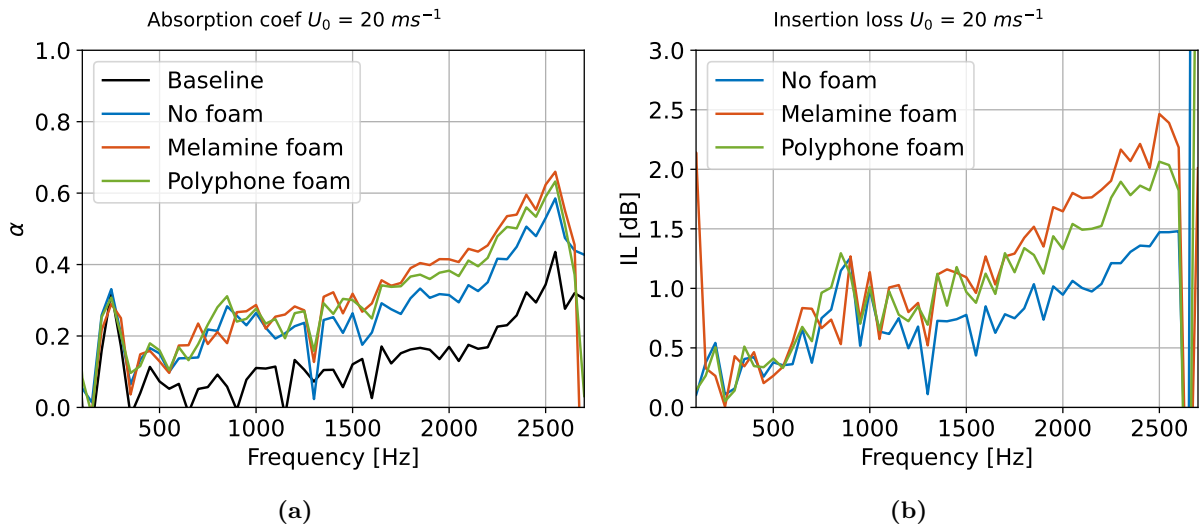 Absorption coef U₀ = 20 ms⁻¹
1.0
0.8
0.6
0.4
0.2
0.0
α
Baseline
No foam
Melamine foam
Polyphone foam
500 1000 1500 2000 2500
Frequency [Hz]
(a)
Insertion loss U₀ = 20 ms⁻¹
3.0
2.5
2.0
1.5
1.0
0.5
0.0
IL [dB]
No foam
Melamine foam
Polyphone foam
500 1000 1500 2000 2500
Frequency [Hz]
(b)